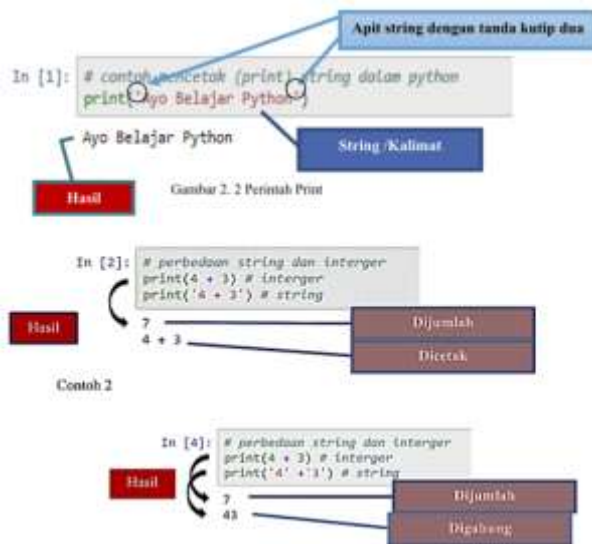 Apit string dengan tanda kutip dua
In [1]: # contoh mencetak (print) string dalam python
print("Ayo Belajar Python")
Ayo Belajar Python
String /Kalimat
Hasil
Gambar 2. 2 Perintah Print
In [2]: # perbedaan string dan interger
print(4 + 3) # interger
print('4 + 3') # string
Hasil
7
Dijumlah
4 + 3
Dicetak
Contoh 2
In [4]: # perbedaan string dan interger
print(4 + 3) # interger
print('4' +'3') # string
Hasil
7
Dijumlah
43
Digabung